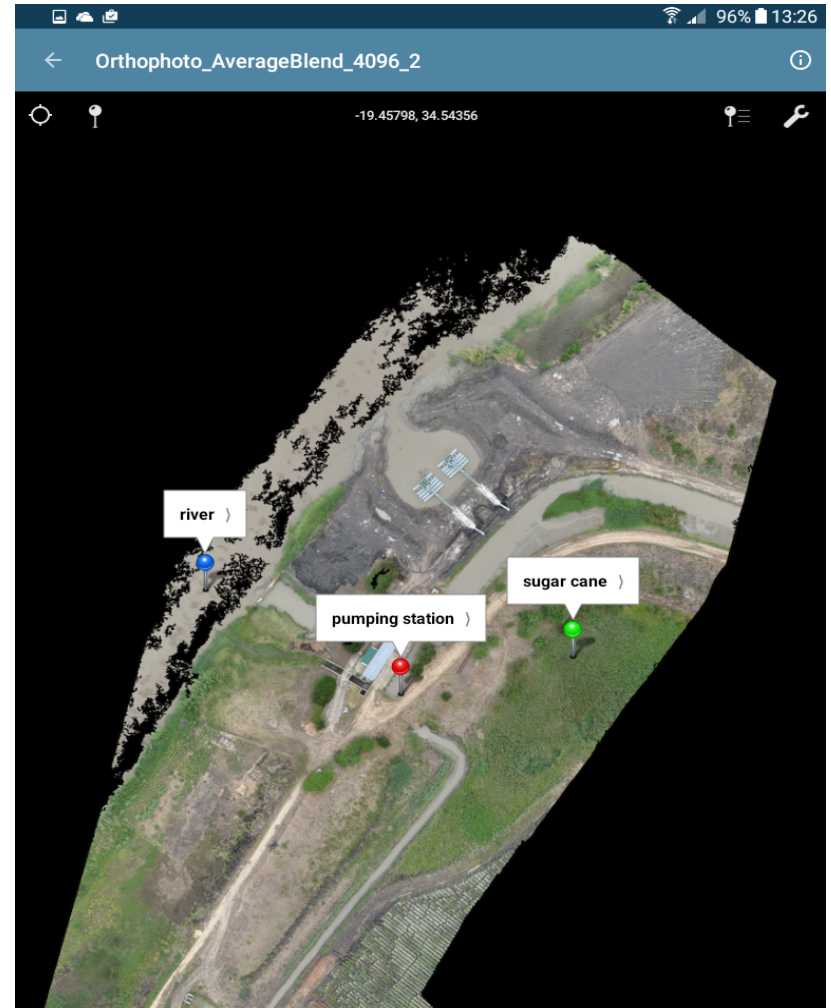 96% 13:26
Orthophoto_AverageBlend_4096_2
-19.45798, 34.54356
river
sugar cane
pumping station